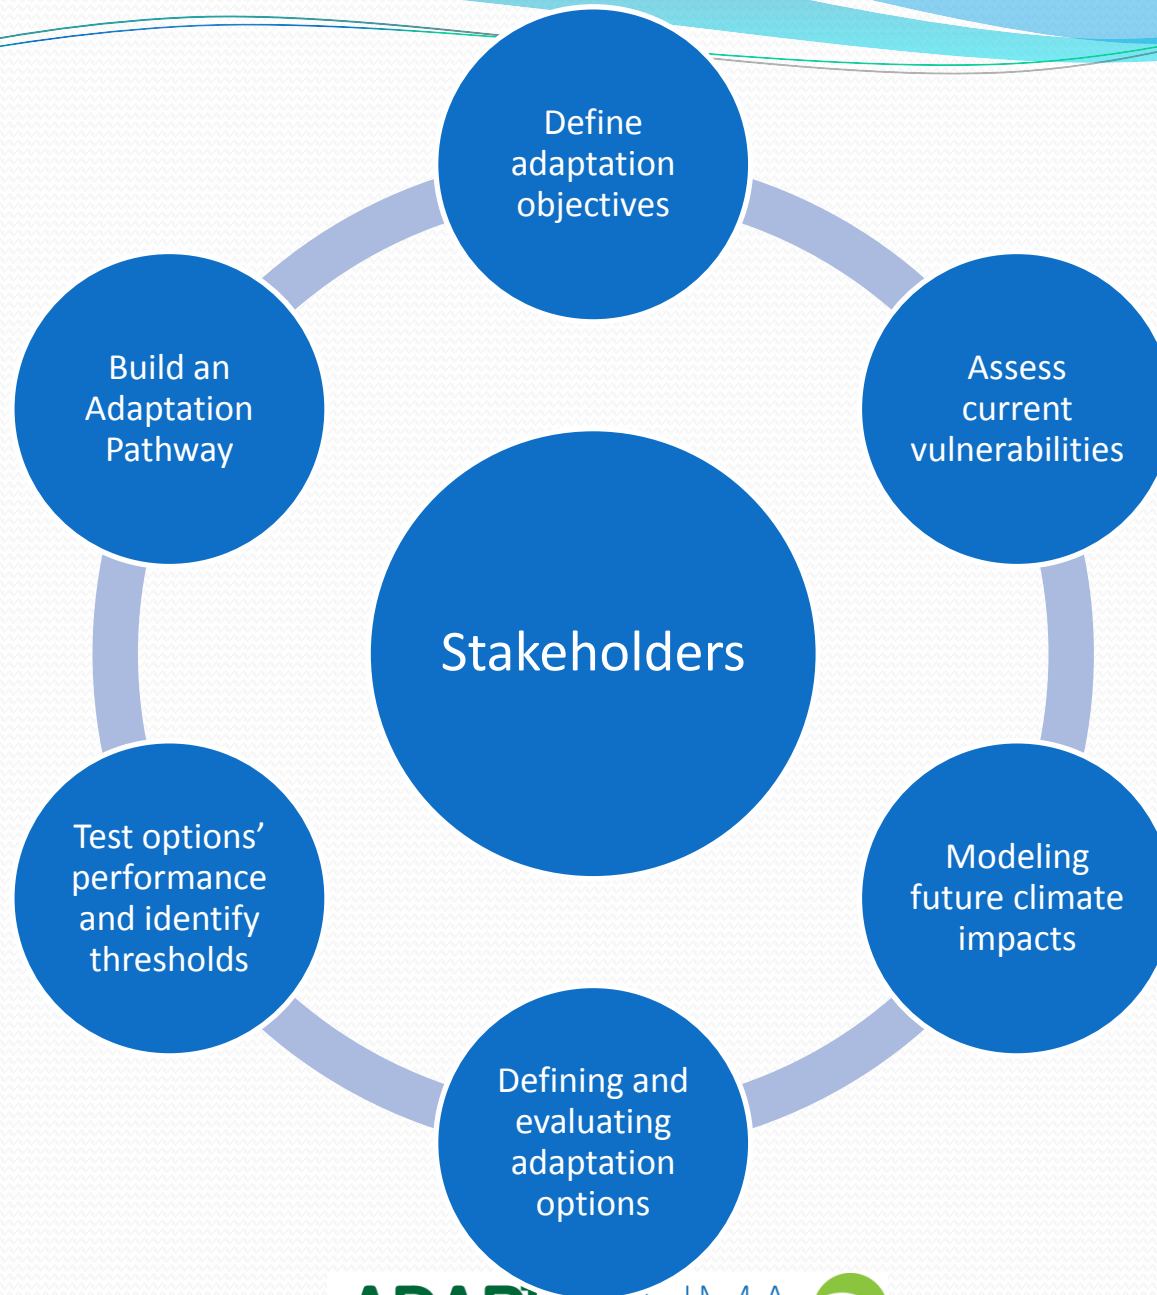 Define
adaptation
objectives
Assess
current
vulnerabilities
Modeling
future climate
impacts
Defining and
evaluating
adaptation
options
Test options’
performance
and identify
thresholds
Build an
Adaptation
Pathway
Stakeholders